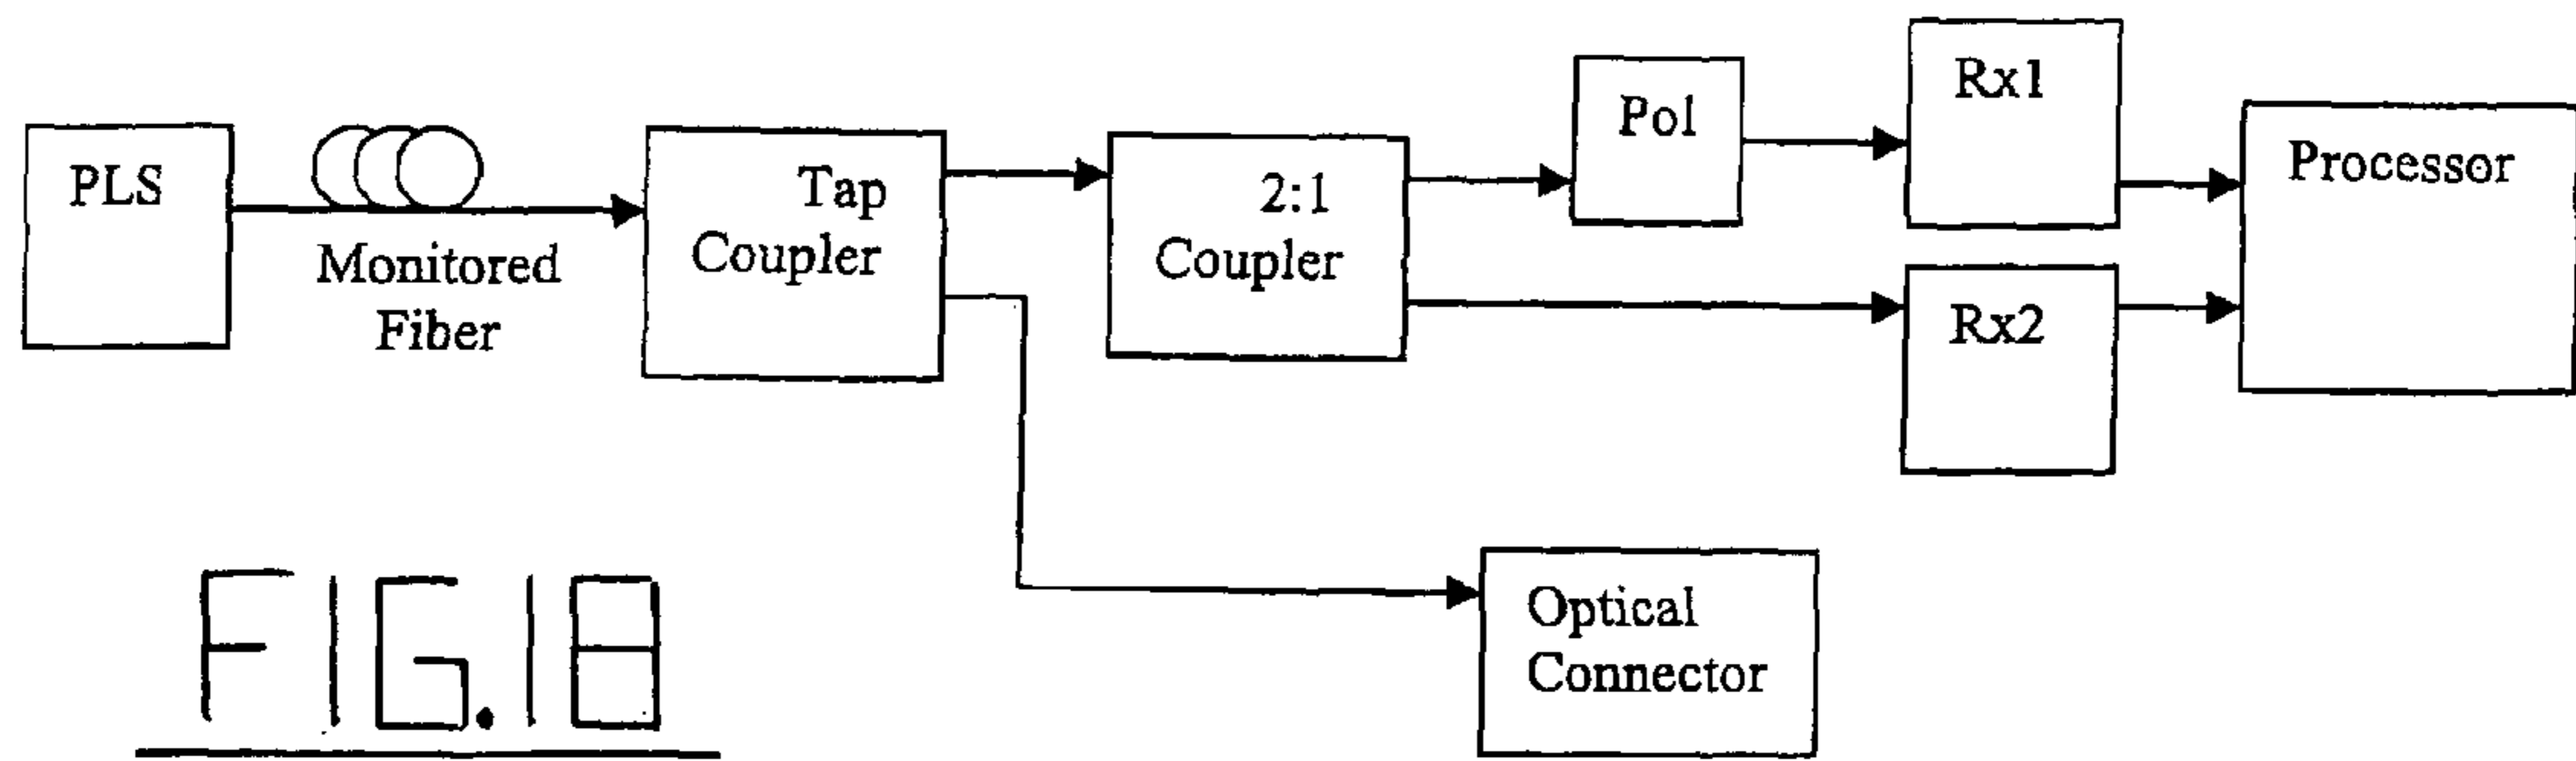 PLS
Monitored
Fiber
Tap
Coupler
2:1
Coupler
Pol
Rx1
Rx2
Processor
Optical
Connector
FIG.18